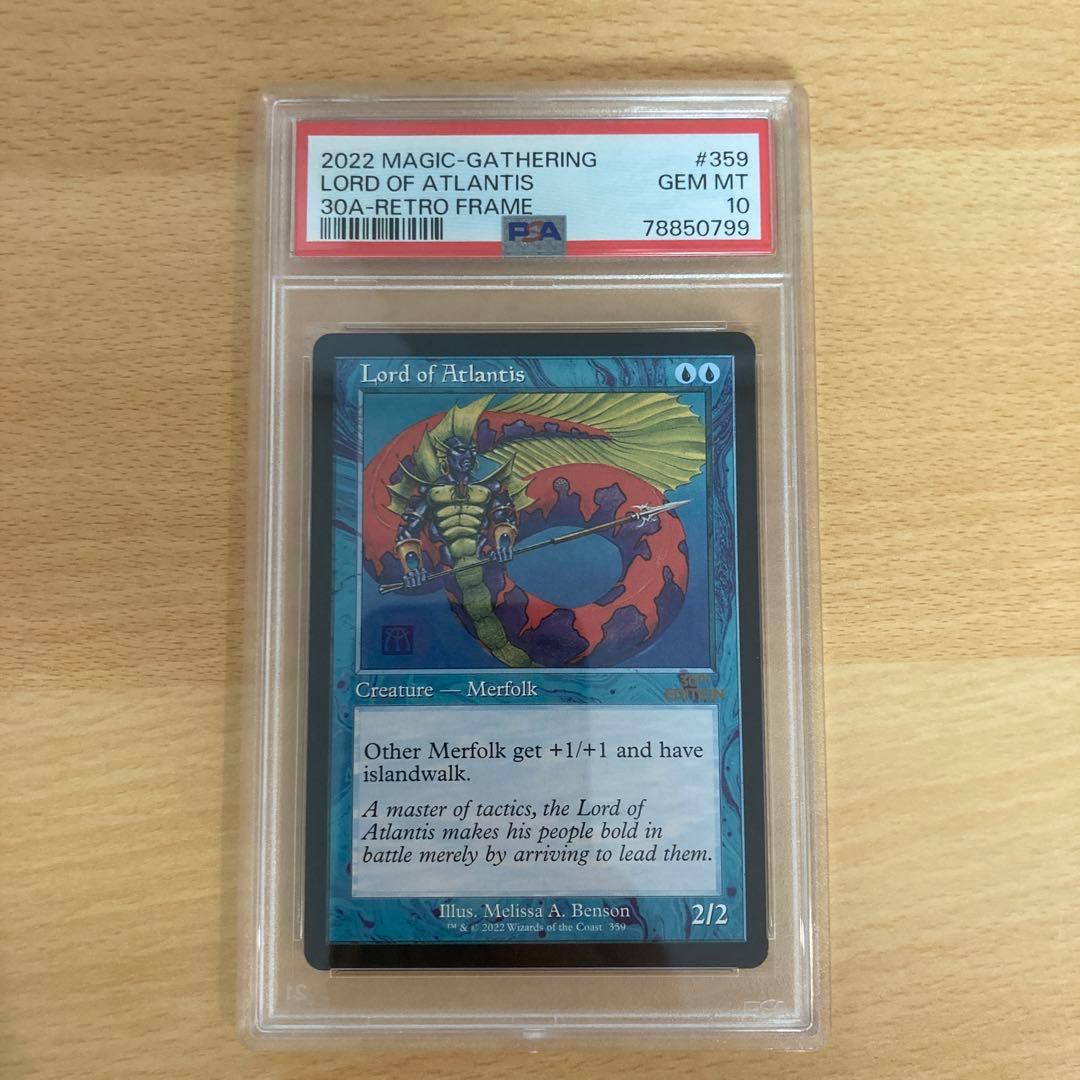 2022 MAGIC-GATHERING #359
LORD OF ATLANTIS GEM MT
30A-RETRO FRAME 10
PSA 78850799
Lord of Atlantis
Creature — Merfolk
30TH
EDITION
Other Merfolk get +1/+1 and have
islandwalk.
A master of tactics, the Lord of
Atlantis makes his people bold in
battle merely by arriving to lead them.
Illus. Melissa A. Benson
2/2
™ & © 2022 Wizards of the Coast 359
PSA